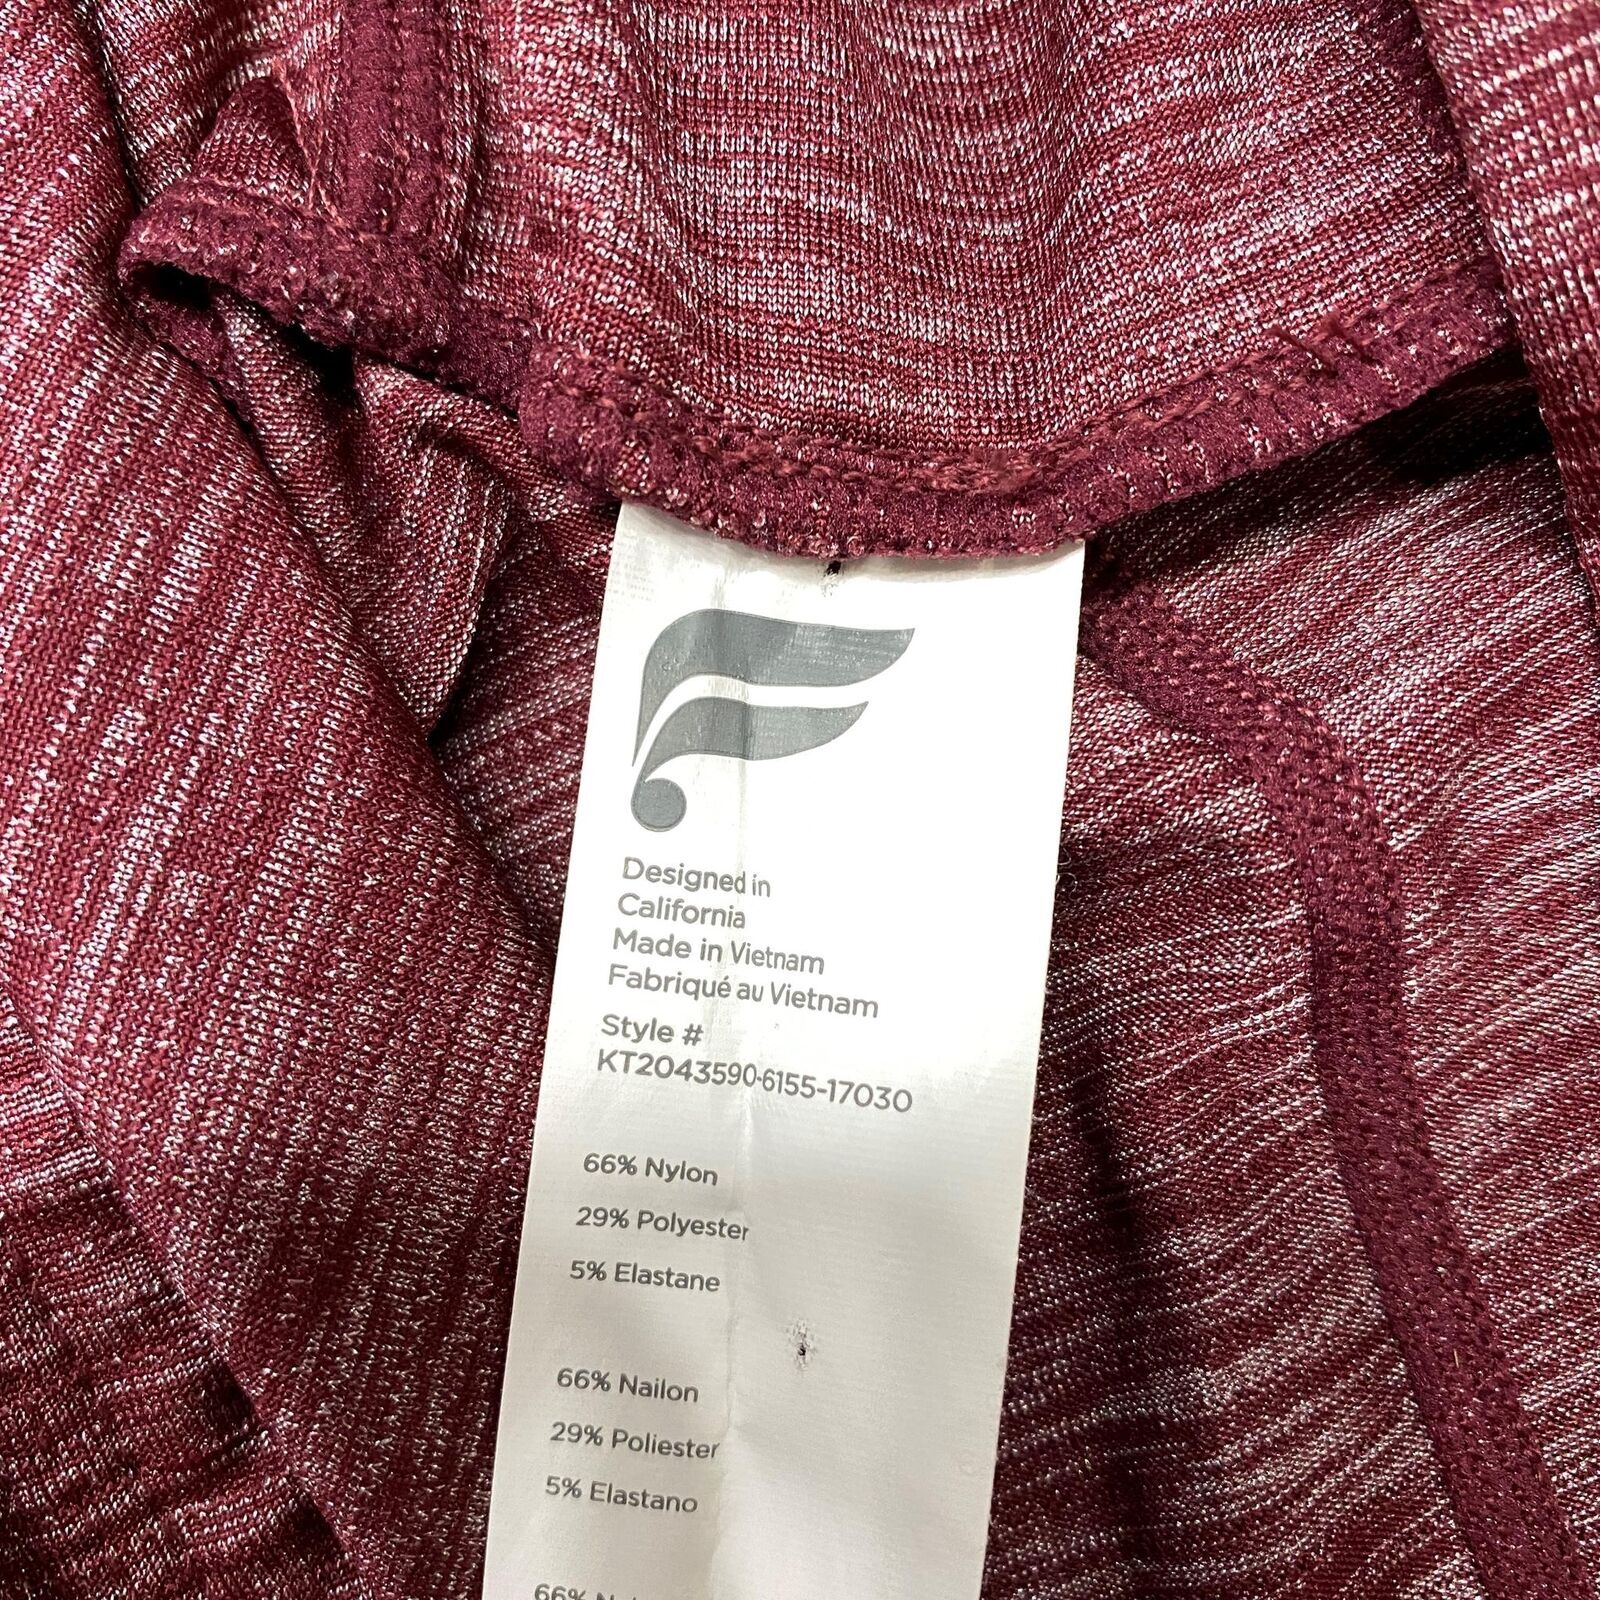 Designed in
California
Made in Vietnam
Fabriqué au Vietnam
Style #
KT2043590-6155-17030
66% Nylon
29% Polyester
5% Elastane
66% Nailon
29% Poliester
5% Elastano
66%